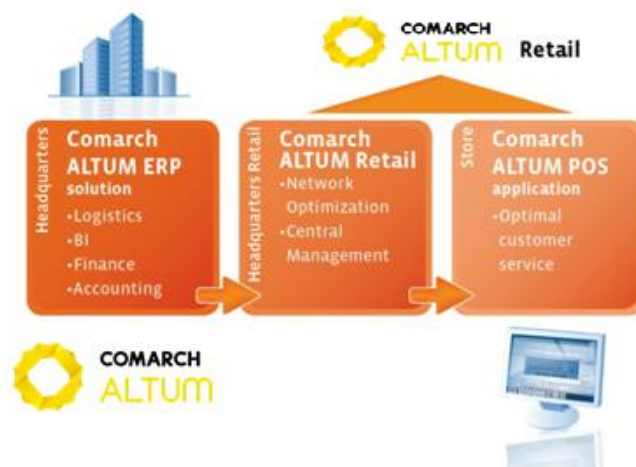 COMARCH
ALTUM Retail
Headquarters
Comarch
ALTUM ERP
solution
•Logistics
•BI
•Finance
•Accounting
Headquarters Retail
Comarch
ALTUM Retail
•Network
Optimization
•Central
Management
Store
Comarch
ALTUM POS
application
•Optimal
customer
service
COMARCH
ALTUM